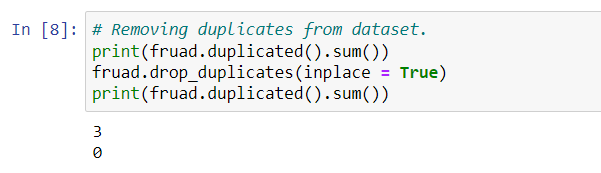 In [8]: # Removing duplicates from dataset.
print(fruad.duplicated().sum())
fruad.drop_duplicates(inplace = True)
print(fruad.duplicated().sum())
3
0